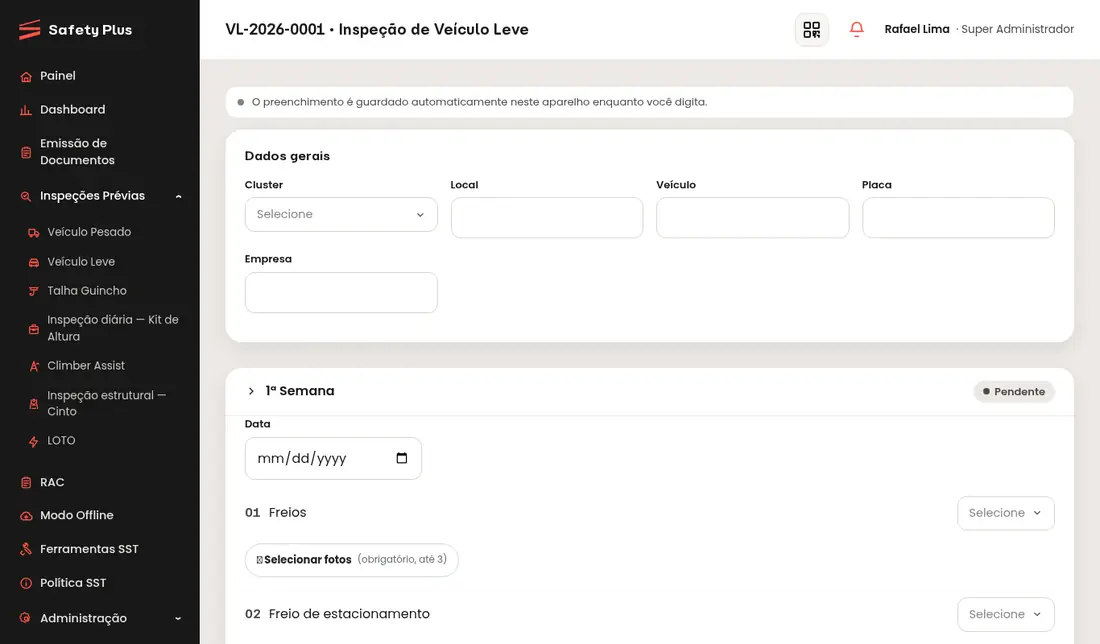 Safety Plus
VL-2026-0001 • Inspeção de Veículo Leve
Rafael Lima · Super Administrador
Painel
Dashboard
Emissão de
Documentos
Inspeções Prévias
Veículo Pesado
Veículo Leve
Talha Guincho
Inspeção diária — Kit de
Altura
Climber Assist
Inspeção estrutural —
Cinto
LOTO
RAC
Modo Offline
Ferramentas SST
Política SST
Administração
O preenchimento é guardado automaticamente neste aparelho enquanto você digita.
Dados gerais
Cluster
Local
Veículo
Placa
Selecione
Empresa
1ª Semana
Pendente
Data
mm/dd/yyyy
01 Freios
Selecione
Selecionar fotos (obrigatório, até 3)
02 Freio de estacionamento
Selecione